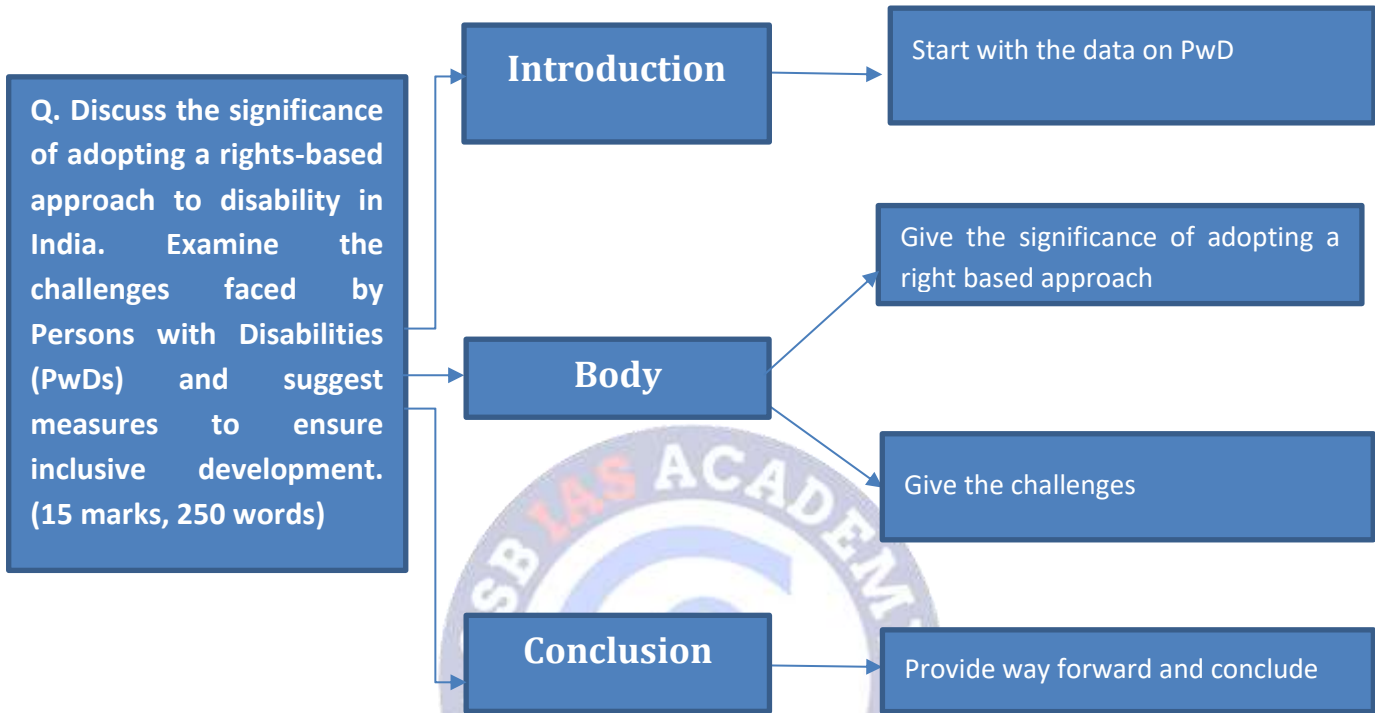 Q. Discuss the significance
of adopting a rights-based
approach to disability in
India. Examine the
challenges faced by
Persons with Disabilities
(PwDs) and suggest
measures to ensure
inclusive development.
(15 marks, 250 words)
Introduction
Start with the data on PwD
Body
Give the significance of adopting a
right based approach
Give the challenges
Conclusion
Provide way forward and conclude
SB IAS ACADEM